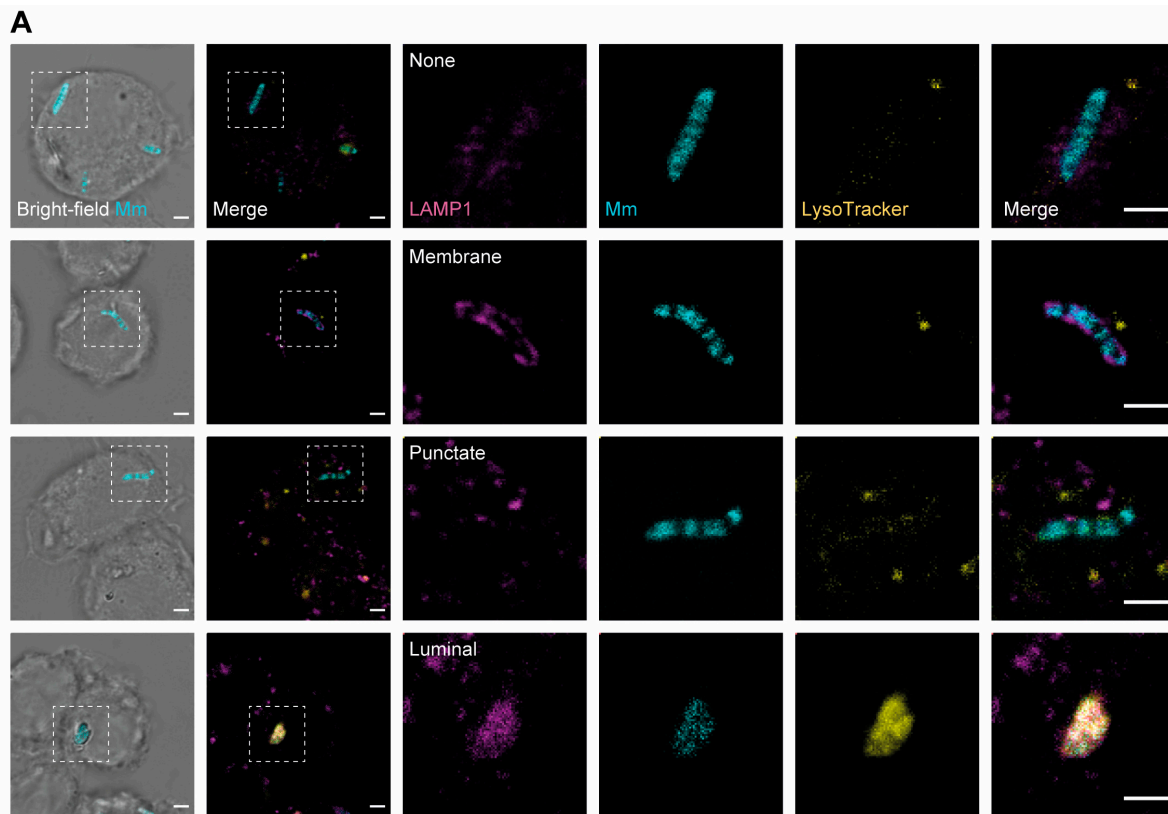 A
None
Bright-field Mm
Merge
LAMP1
Mm
LysoTracker
Merge
Membrane
Punctate
Luminal